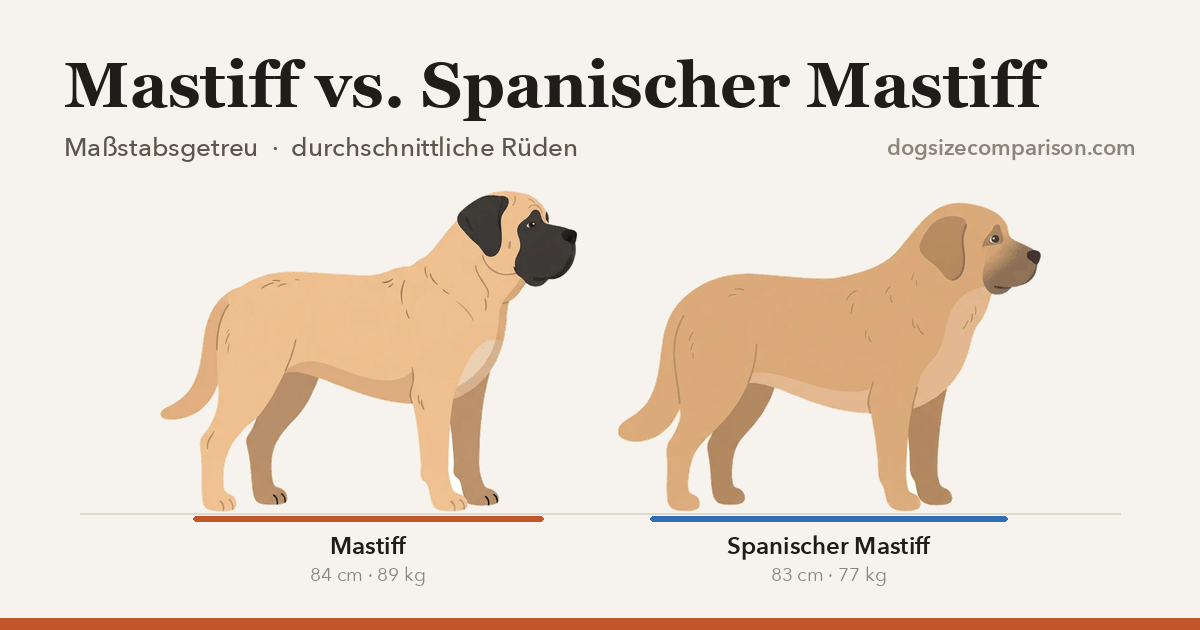 Mastiff vs. Spanischer Mastiff
Maßstabsgetreu · durchschnittliche Rüden
dogsizecomparison.com
Mastiff
84 cm · 89 kg
Spanischer Mastiff
83 cm · 77 kg